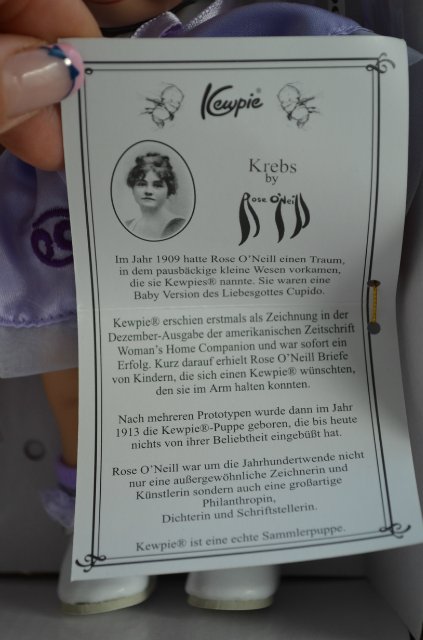 Kewpie®
Krebs
by
Rose O'Neill
Im Jahr 1909 hatte Rose O'Neill einen Traum,
in dem pausbäckige kleine Wesen vorkamen,
die sie Kewpies® nannte. Sie waren eine
Baby Version des Liebesgottes Cupido.
Kewpie® erschien erstmals als Zeichnung in der
Dezember-Ausgabe der amerikanischen Zeitschrift
Woman's Home Companion und war sofort ein
Erfolg. Kurz darauf erhielt Rose O'Neill Briefe
von Kindern, die sich einen Kewpie® wünschten,
den sie im Arm halten konnten.
Nach mehreren Prototypen wurde dann im Jahr
1913 die Kewpie®-Puppe geboren, die bis heute
nichts von ihrer Beliebtheit eingebüßt hat.
Rose O'Neill war um die Jahrhundertwende nicht
nur eine außergewöhnliche Zeichnerin und
Künstlerin sondern auch eine großartige
Philanthropin,
Dichterin und Schriftstellerin.
Kewpie® ist eine echte Sammlerpuppe.